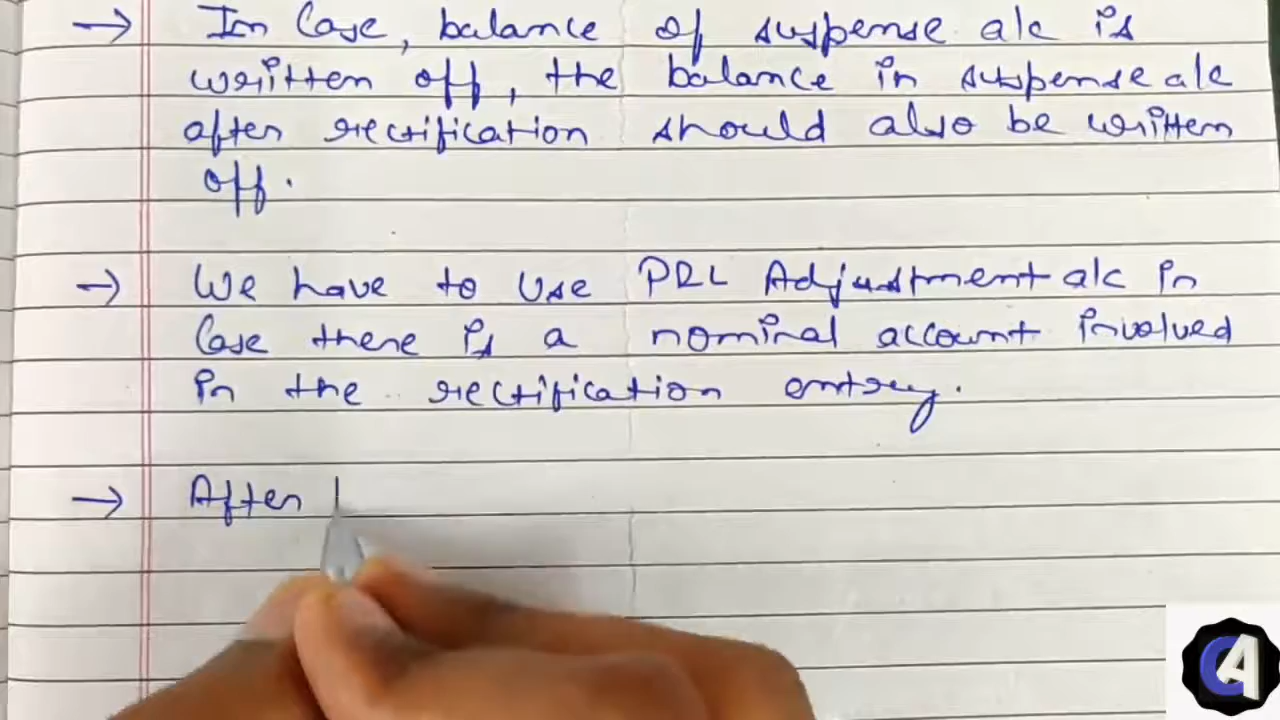 → In Case, balance of suspense a/c is
written off, the balance in suspense a/c
after rectification should also be written
off.
→ We have to use P&L Adjustment a/c in
Case there is a nominal account involved
in the rectification entry.
→ After
CA